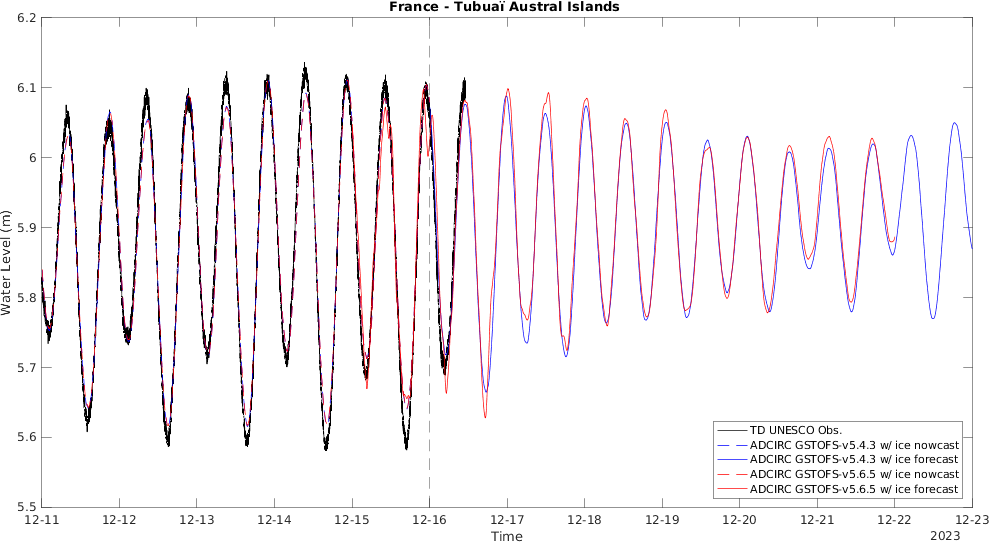 France - Tubuaï Austral Islands
6.2
6.1
6
5.9
5.8
5.7
5.6
5.5
Water Level (m)
TD UNESCO Obs.
ADCIRC GSTOFS-v5.4.3 w/ ice nowcast
ADCIRC GSTOFS-v5.4.3 w/ ice forecast
ADCIRC GSTOFS-v5.6.5 w/ ice nowcast
ADCIRC GSTOFS-v5.6.5 w/ ice forecast
12-11 12-12 12-13 12-14 12-15 12-16 12-17 12-18 12-19 12-20 12-21 12-22 12-23
Time
2023